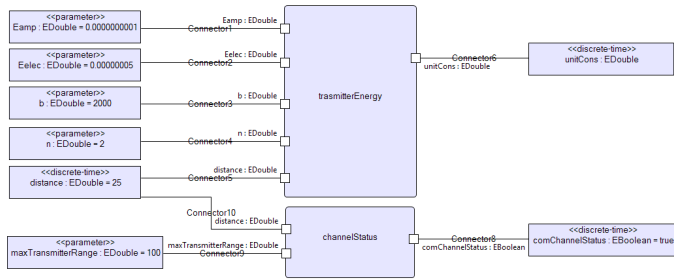 <<parameter>>
Eamp : EDouble = 0.0000000001
Connector1
Eamp : EDouble
<<parameter>>
Eelec : EDouble = 0.00000005
Connector2
Eelec : EDouble
<<parameter>>
b : EDouble = 2000
Connector3
b : EDouble
<<parameter>>
n : EDouble = 2
Connector4
n : EDouble
<<discrete-time>>
distance : EDouble = 25
Connector5
distance : EDouble
trasmitterEnergy
Connector6
unitCons : EDouble
<<discrete-time>>
unitCons : EDouble
Connector10
distance : EDouble
<<parameter>>
maxTransmitterRange : EDouble = 100
maxTransmitterRange : EDouble
Connector9
channelStatus
Connector8
comChannelStatus : EBoolean
<<discrete-time>>
comChannelStatus : EBoolean = true